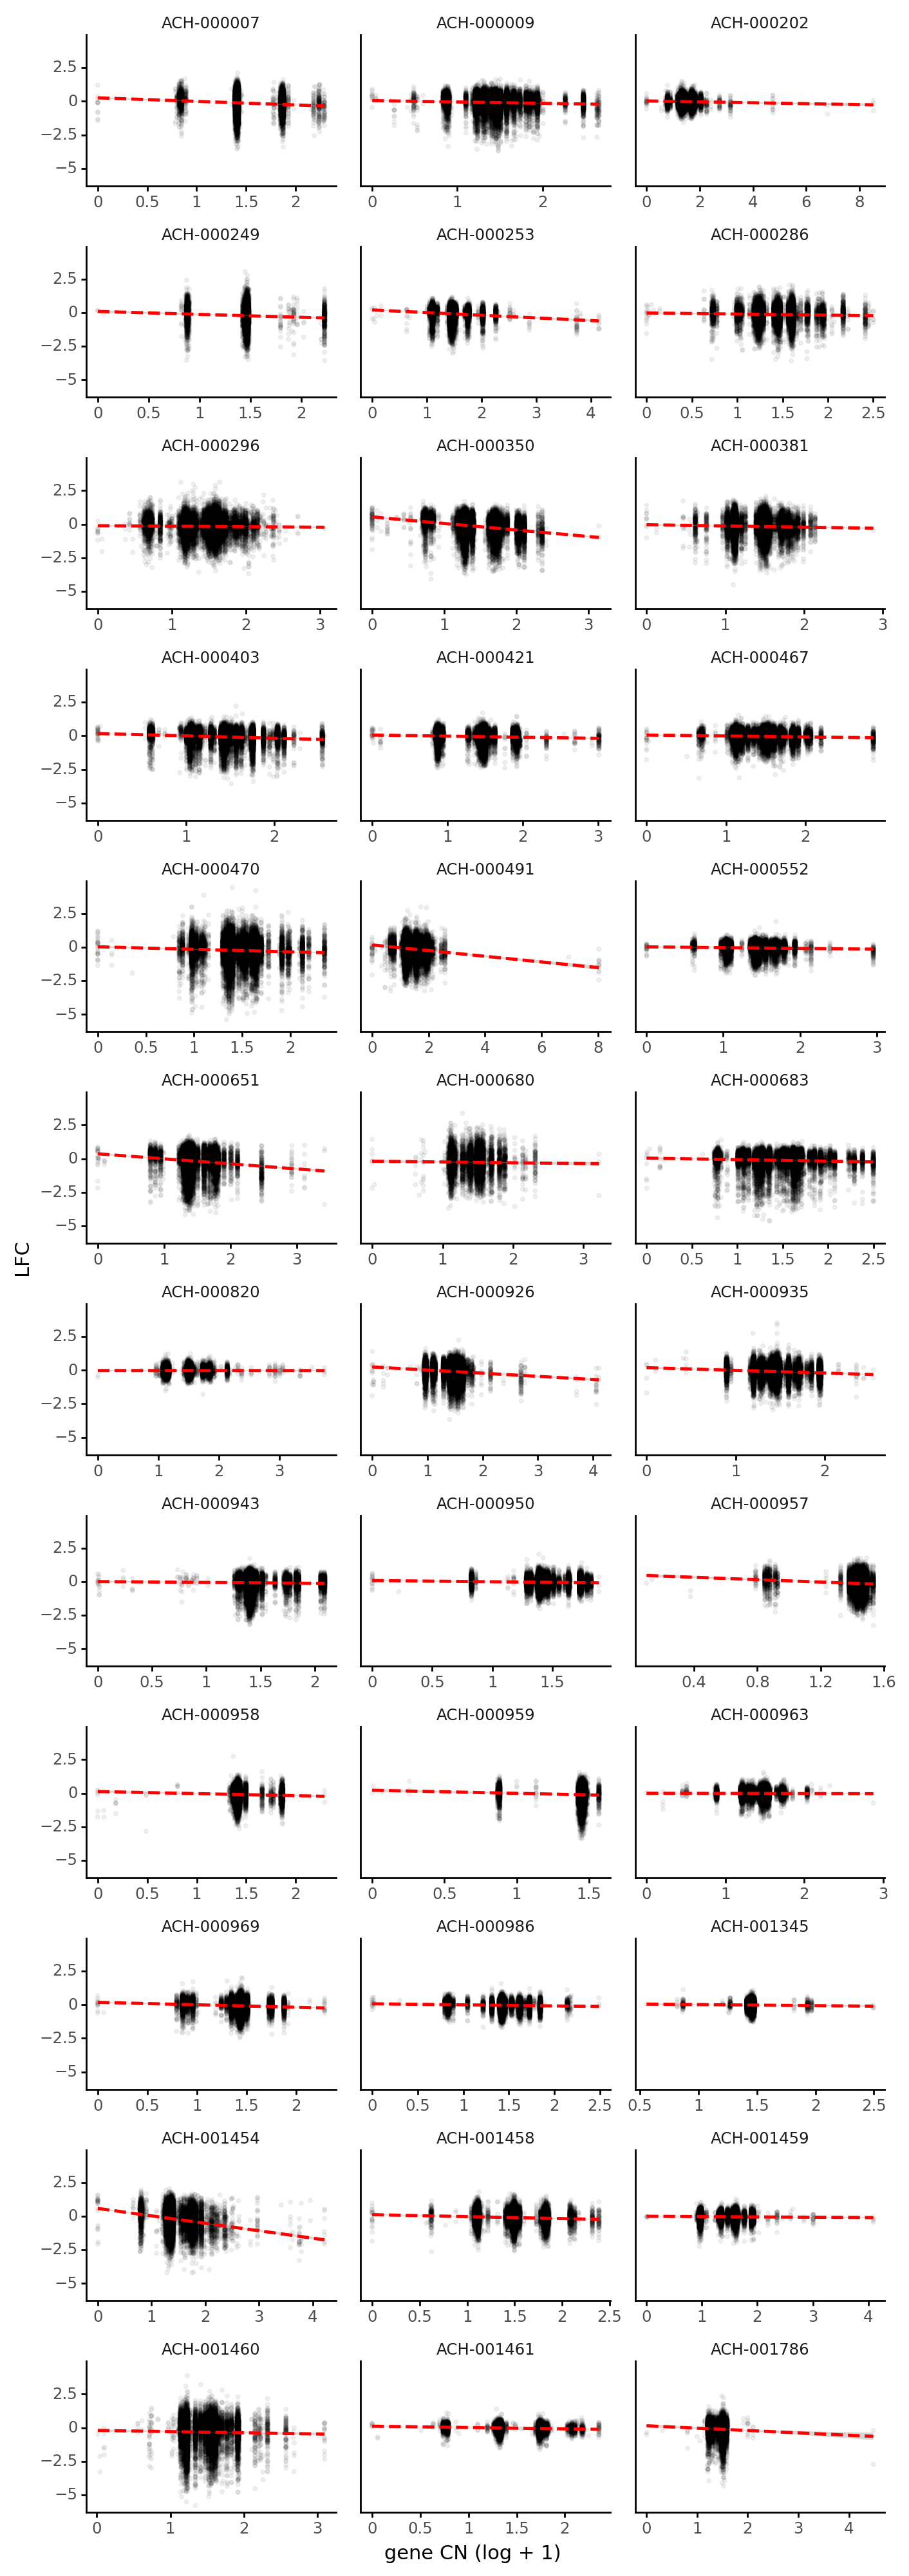 ACH-000007 ACH-000009 ACH-000202
2.5
0
−2.5
−5
0 0.5 1 1.5 2 0 1 2 0 2 4 6 8
ACH-000249 ACH-000253 ACH-000286
2.5
0
−2.5
−5
0 0.5 1 1.5 2 0 1 2 3 4 0 0.5 1 1.5 2 2.5
ACH-000296 ACH-000350 ACH-000381
2.5
0
−2.5
−5
0 1 2 3 0 1 2 3 0 1 2 3
ACH-000403 ACH-000421 ACH-000467
2.5
0
−2.5
−5
0 1 2 0 1 2 3 0 1 2
ACH-000470 ACH-000491 ACH-000552
2.5
0
−2.5
−5
0 0.5 1 1.5 2 0 2 4 6 8 0 1 2 3
ACH-000651 ACH-000680 ACH-000683
2.5
0
−2.5
−5
0 1 2 3 0 1 2 3 0 0.5 1 1.5 2 2.5
LFC
ACH-000820 ACH-000926 ACH-000935
2.5
0
−2.5
−5
0 1 2 3 0 1 2 3 4 0 1 2
ACH-000943 ACH-000950 ACH-000957
2.5
0
−2.5
−5
0 0.5 1 1.5 2 0 0.5 1 1.5 0.4 0.8 1.2 1.6
ACH-000958 ACH-000959 ACH-000963
2.5
0
−2.5
−5
0 0.5 1 1.5 2 0 0.5 1 1.5 0 1 2 3
ACH-000969 ACH-000986 ACH-001345
2.5
0
−2.5
−5
0 0.5 1 1.5 2 0 0.5 1 1.5 2 2.5 0.5 1 1.5 2 2.5
ACH-001454 ACH-001458 ACH-001459
2.5
0
−2.5
−5
0 1 2 3 4 0 0.5 1 1.5 2 2.5 0 1 2 3 4
ACH-001460 ACH-001461 ACH-001786
2.5
0
−2.5
−5
0 1 2 3 0 0.5 1 1.5 2 0 2 4
gene CN (log + 1)